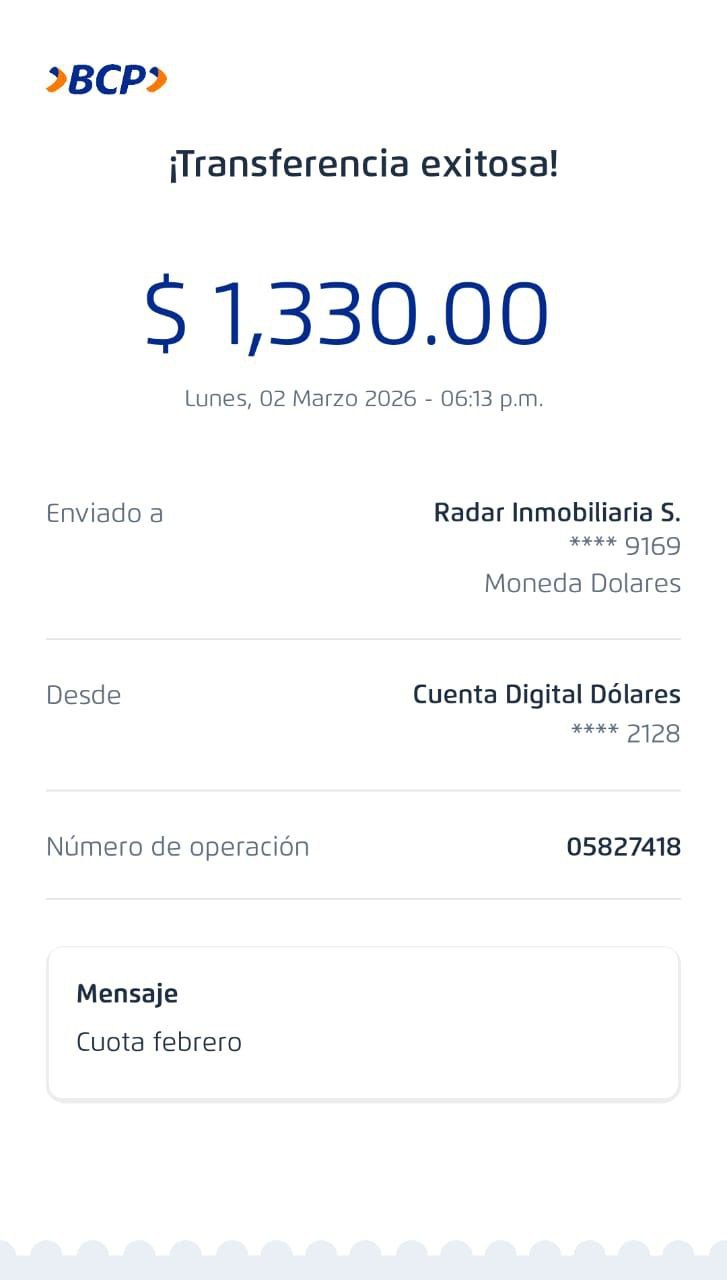 BCP
¡Transferencia exitosa!
$ 1,330.00
Lunes, 02 Marzo 2026 - 06:13 p.m.
Enviado a
Radar Inmobiliaria S.
**** 9169
Moneda Dolares
Desde
Cuenta Digital Dólares
**** 2128
Número de operación
05827418
Mensaje
Cuota febrero